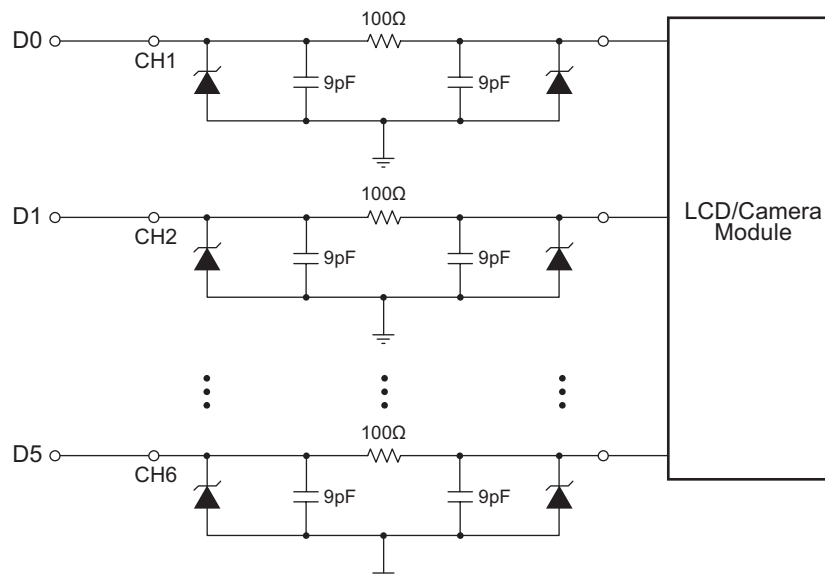 100Ω
D0
CH1
9pF
9pF
100Ω
D1
CH2
9pF
9pF
LCD/Camera
Module
100Ω
D5
CH6
9pF
9pF